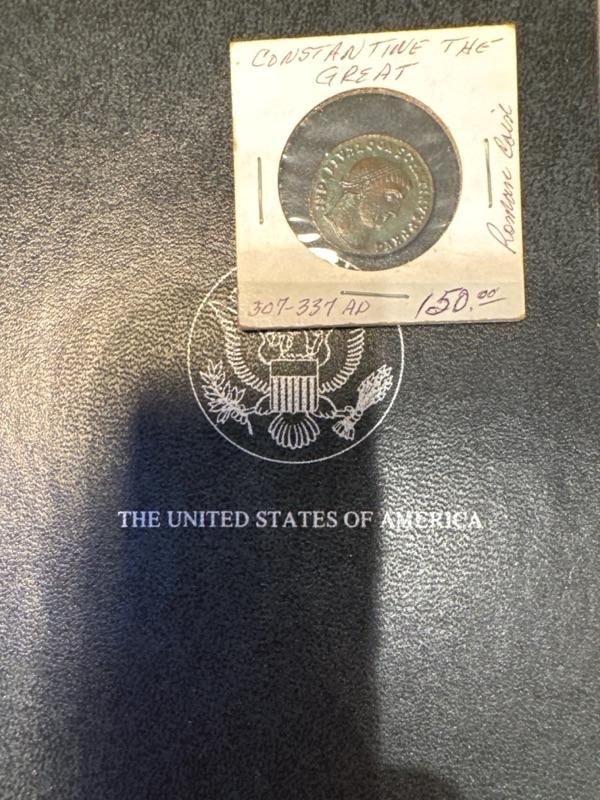 CONSTANTINE THE
GREAT
Roman Coin
307-337 AD
150.00
THE UNITED STATES OF AMERICA